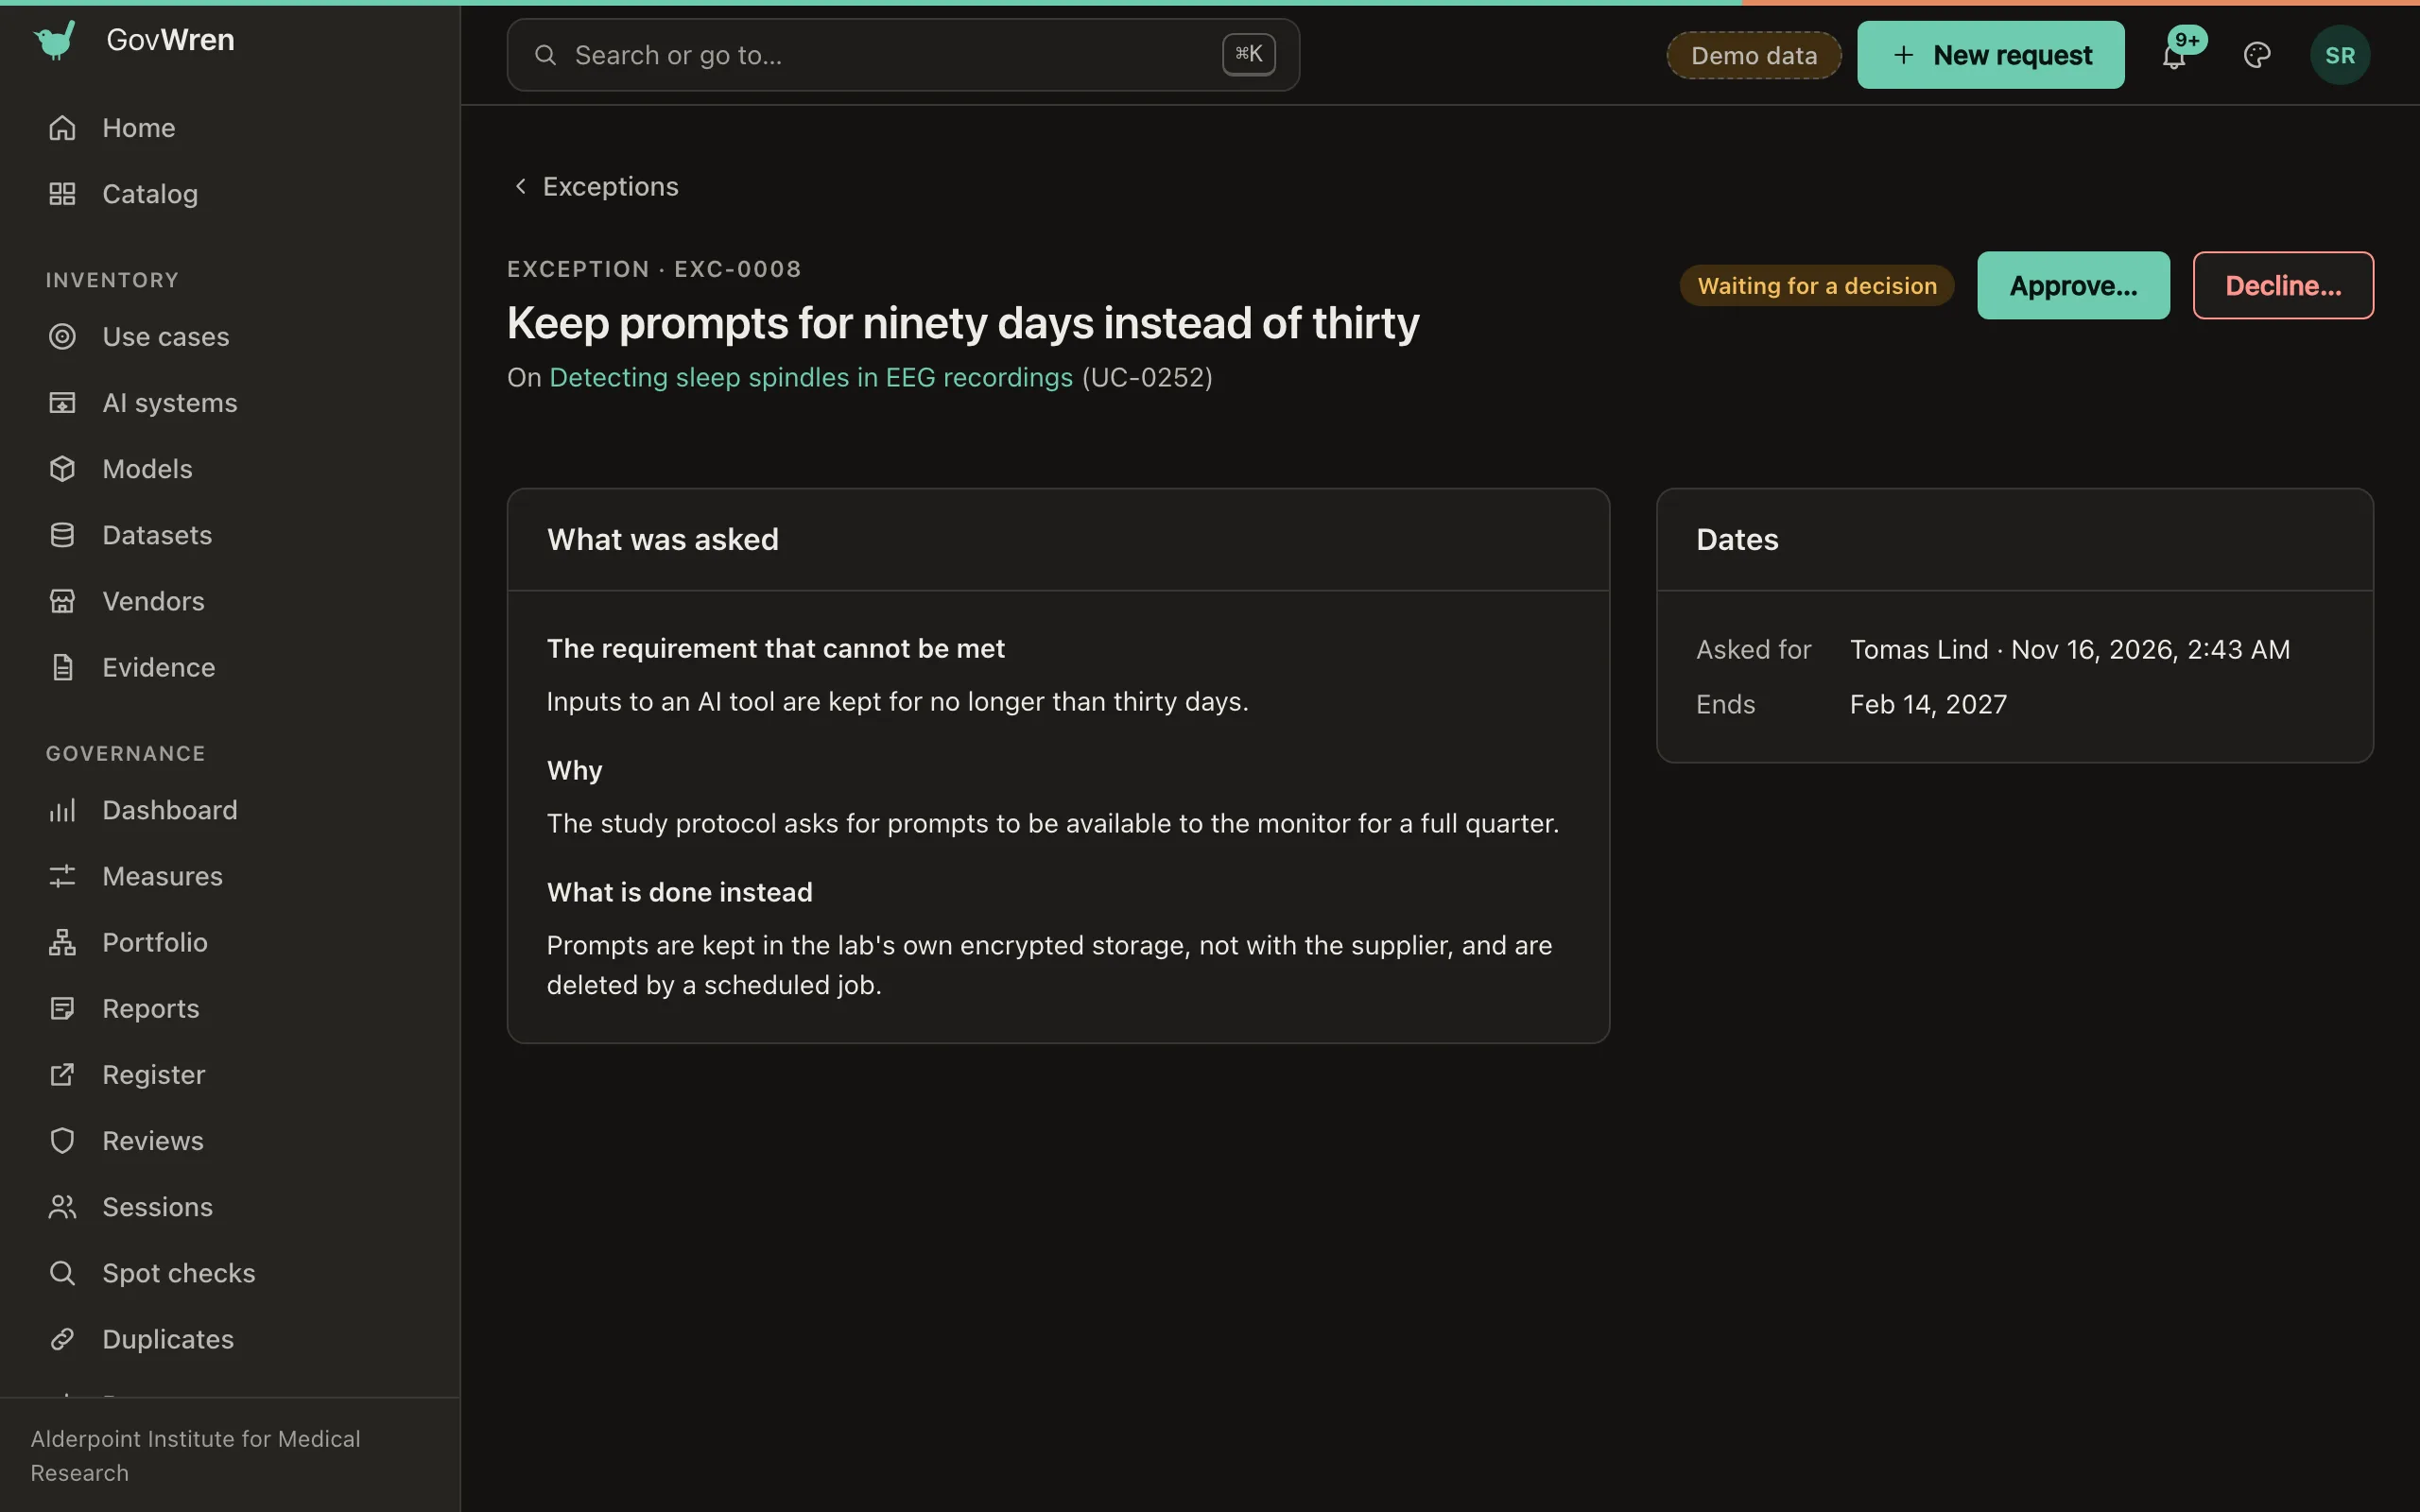 GovWren
Search or go to...
⌘K
Demo data
+ New request
9+
SR
Home
Catalog
INVENTORY
Use cases
AI systems
Models
Datasets
Vendors
Evidence
GOVERNANCE
Dashboard
Measures
Portfolio
Reports
Register
Reviews
Sessions
Spot checks
Duplicates
Alderpoint Institute for Medical
Research
Exceptions
EXCEPTION · EXC-0008
Keep prompts for ninety days instead of thirty
On Detecting sleep spindles in EEG recordings (UC-0252)
Waiting for a decision
Approve...
Decline...
What was asked
The requirement that cannot be met
Inputs to an AI tool are kept for no longer than thirty days.
Why
The study protocol asks for prompts to be available to the monitor for a full quarter.
What is done instead
Prompts are kept in the lab's own encrypted storage, not with the supplier, and are
deleted by a scheduled job.
Dates
Asked for Tomas Lind · Nov 16, 2026, 2:43 AM
Ends Feb 14, 2027